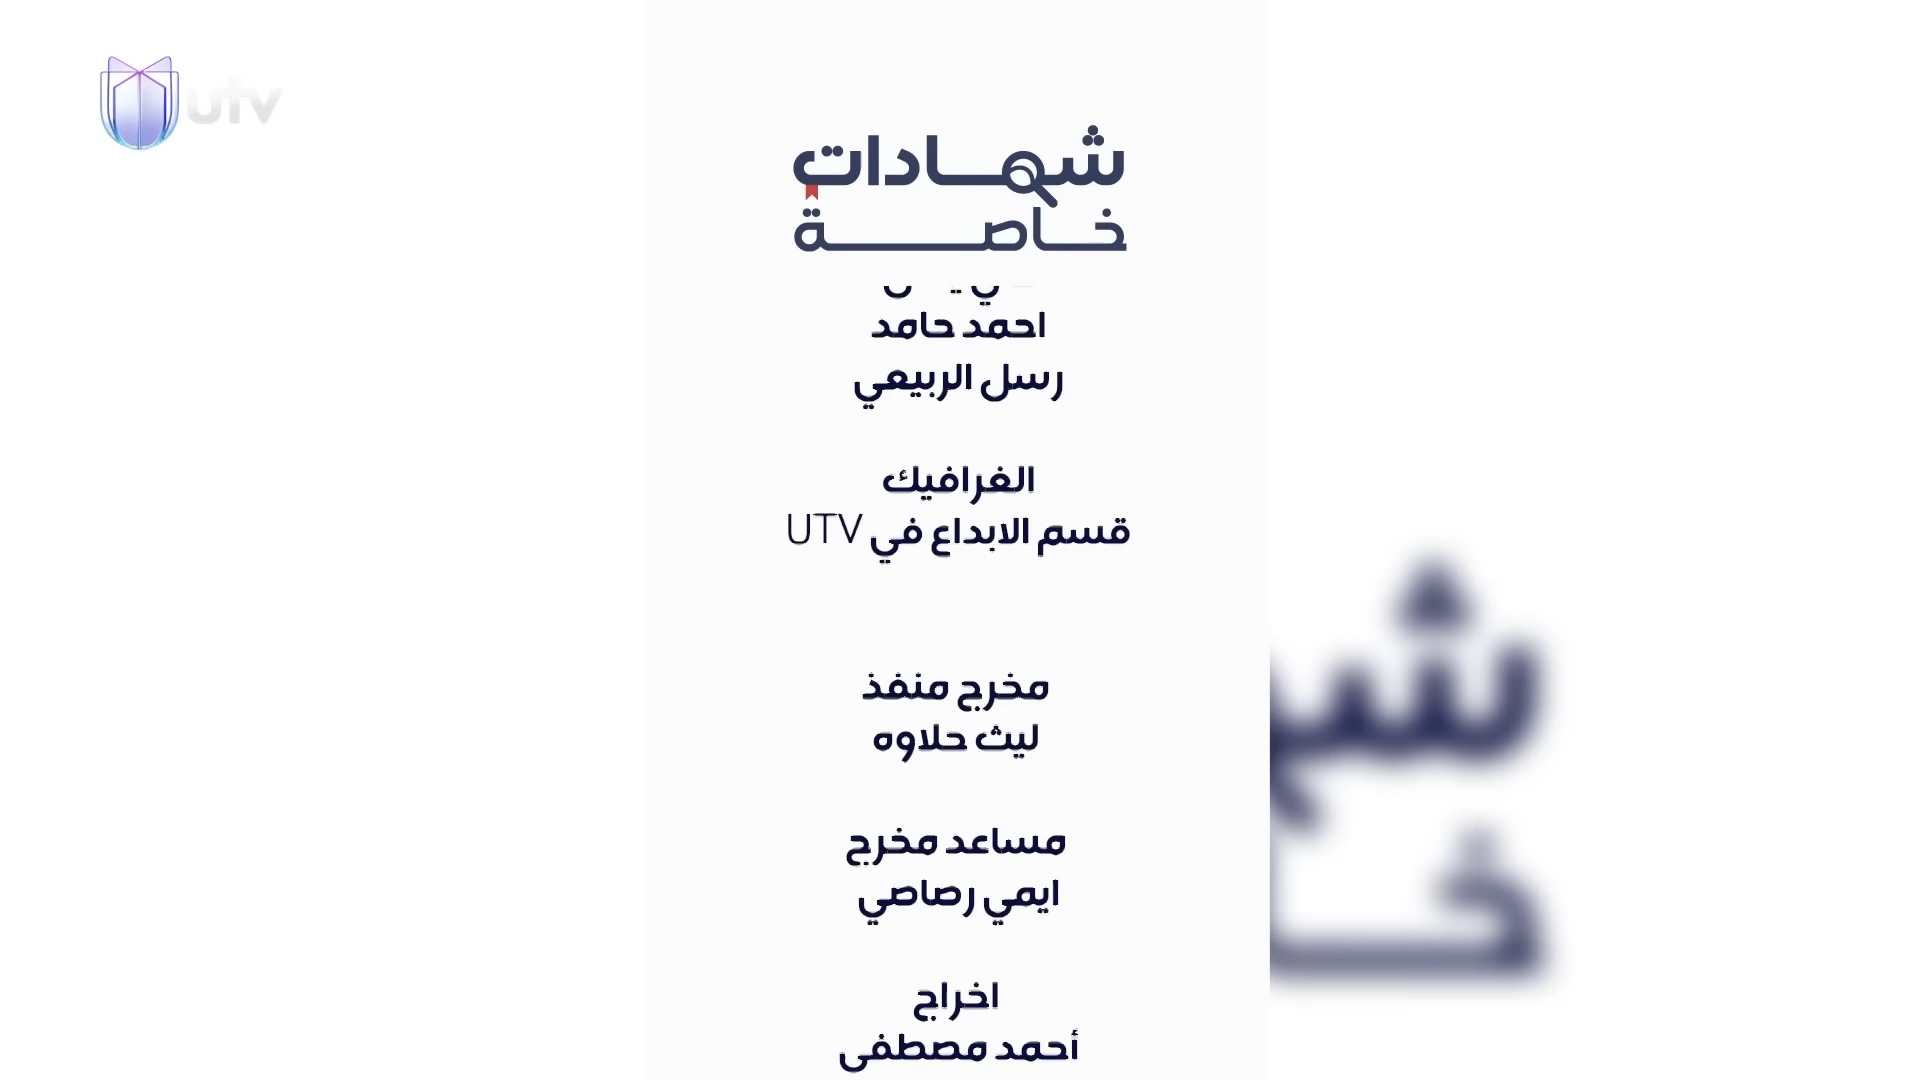 utv
شهادات
خاصة
احمد حامد
رسل الربيعي
الغرافيك
قسم الابداع في UTV
مخرج منفذ
ليث حلاوه
مساعد مخرج
ايمي رصاصي
اخراج
أحمد مصطفى